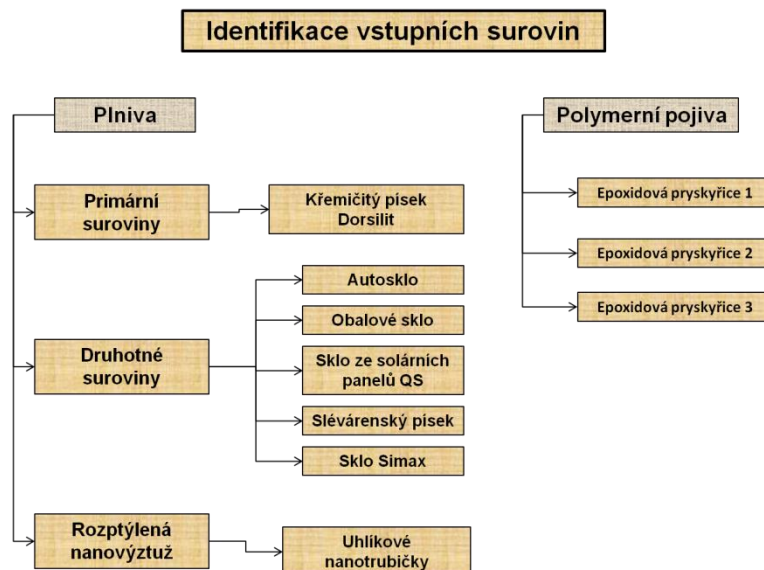 Identifikace vstupních surovin
Plniva
Primární
suroviny
Křemičitý písek
Dorsilit
Druhotné
suroviny
Autosklo
Obalové sklo
Sklo ze solárních
panelů QS
Slévárenský písek
Sklo Simax
Rozptýlená
nanovýztuž
Uhlíkové
nanotrubičky
Polymerní pojiva
Epoxidová pryskyřice 1
Epoxidová pryskyřice 2
Epoxidová pryskyřice 3